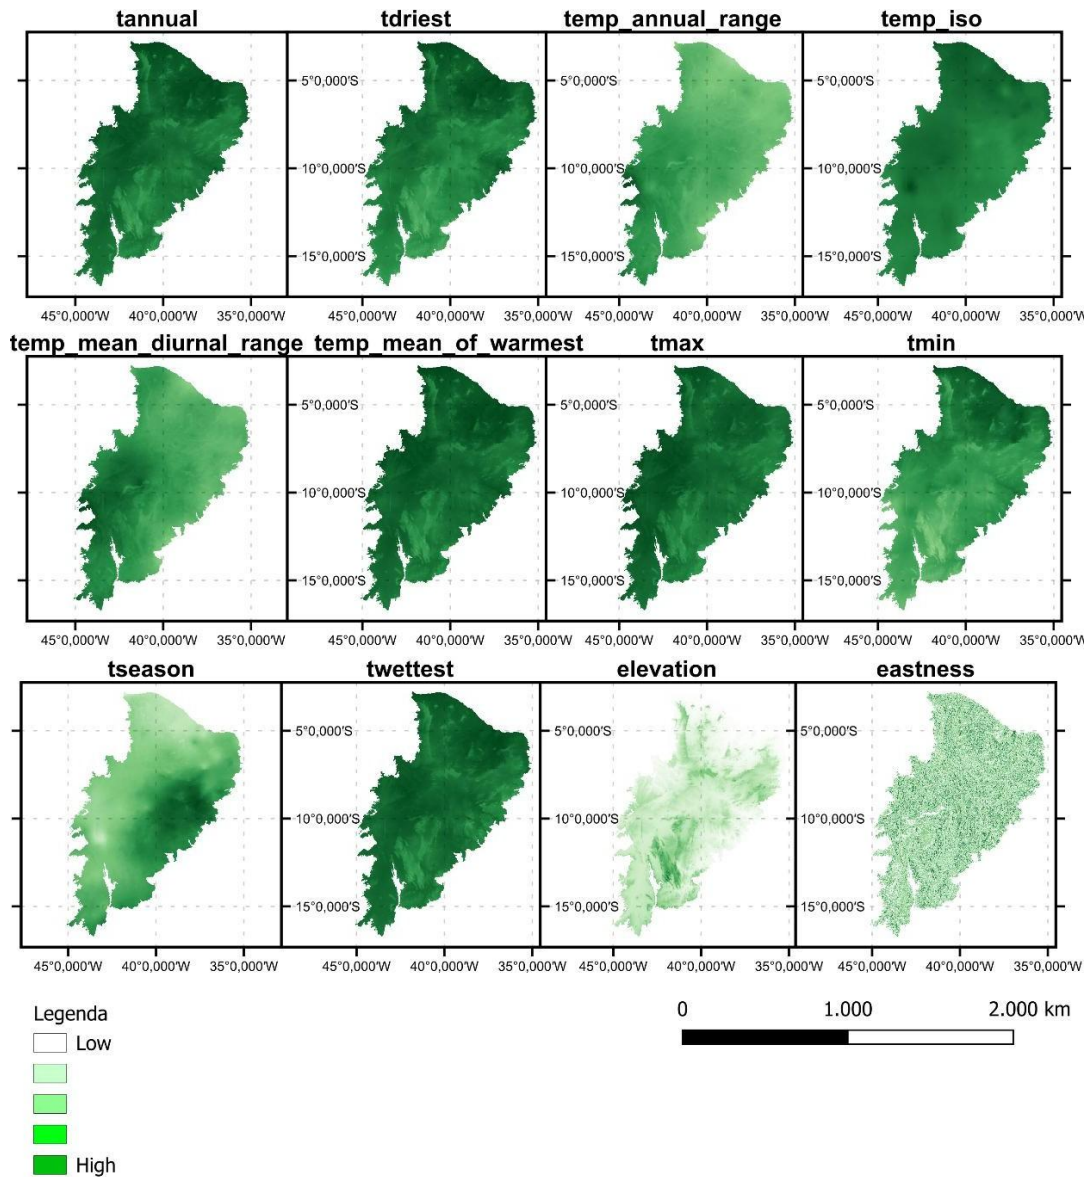 tannual tdriest temp_annual_range temp_iso
5°0,000'S 5°0,000'S 5°0,000'S
10°0,000'S 10°0,000'S 10°0,000'S
15°0,000'S 15°0,000'S 15°0,000'S
45°0,000'W 40°0,000'W 35°0,000'W 45°0,000'W 40°0,000'W 35°0,000'W 45°0,000'W 40°0,000'W 35°0,000'W 45°0,000'W 40°0,000'W 35°0,000'W
temp_mean_diurnal_range temp_mean_of_warmest tmax tmin
5°0,000'S 5°0,000'S 5°0,000'S
10°0,000'S 10°0,000'S 10°0,000'S
15°0,000'S 15°0,000'S 15°0,000'S
45°0,000'W 40°0,000'W 35°0,000'W 45°0,000'W 40°0,000'W 35°0,000'W 45°0,000'W 40°0,000'W 35°0,000'W 45°0,000'W 40°0,000'W 35°0,000'W
tseason twettest elevation eastness
5°0,000'S 5°0,000'S 5°0,000'S
10°0,000'S 10°0,000'S 10°0,000'S
15°0,000'S 15°0,000'S 15°0,000'S
45°0,000'W 40°0,000'W 35°0,000'W 45°0,000'W 40°0,000'W 35°0,000'W 45°0,000'W 40°0,000'W 35°0,000'W 45°0,000'W 40°0,000'W 35°0,000'W
Legenda
Low
High
0 1.000 2.000 km